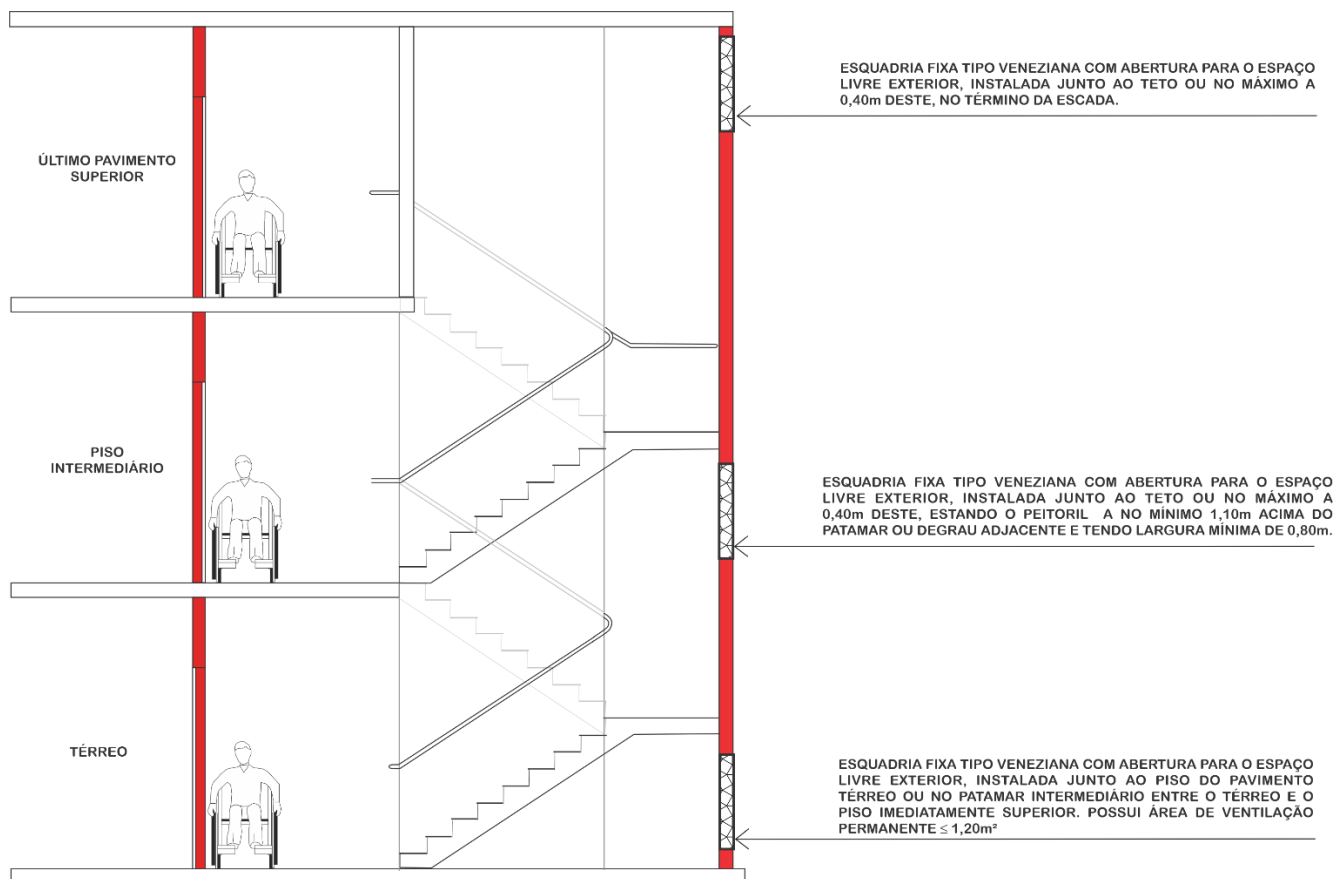 ESQUADRIA FIXA TIPO VENEZIANA COM ABERTURA PARA O ESPAÇO
LIVRE EXTERIOR, INSTALADA JUNTO AO TETO OU NO MÁXIMO A
0,40m DESTE, NO TÉRMINO DA ESCADA.
ÚLTIMO PAVIMENTO
SUPERIOR
PISO
INTERMEDIÁRIO
ESQUADRIA FIXA TIPO VENEZIANA COM ABERTURA PARA O ESPAÇO
LIVRE EXTERIOR, INSTALADA JUNTO AO TETO OU NO MÁXIMO A
0,40m DESTE, ESTANDO O PEITORIL A NO MÍNIMO 1,10m ACIMA DO
PATAMAR OU DEGRAU ADJACENTE E TENDO LARGURA MÍNIMA DE 0,80m.
TÉRREO
ESQUADRIA FIXA TIPO VENEZIANA COM ABERTURA PARA O ESPAÇO
LIVRE EXTERIOR, INSTALADA JUNTO AO PISO DO PAVIMENTO
TÉRREO OU NO PATAMAR INTERMEDIÁRIO ENTRE O TÉRREO E O
PISO IMEDIATAMENTE SUPERIOR. POSSUI ÁREA DE VENTILAÇÃO
PERMANENTE ≤ 1,20m²